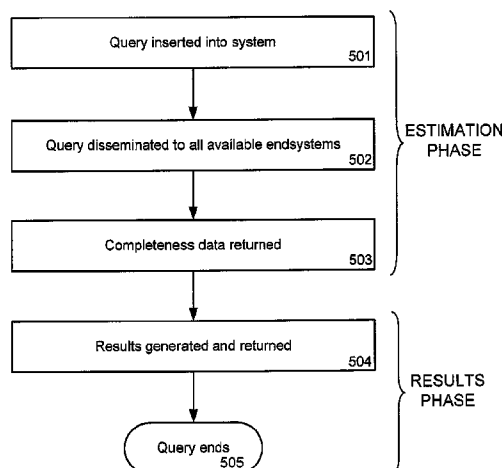 Query inserted into system
501
Query disseminated to all available endsystems
502
ESTIMATION
PHASE
Completeness data returned
503
Results generated and returned
504
RESULTS
PHASE
Query ends
505